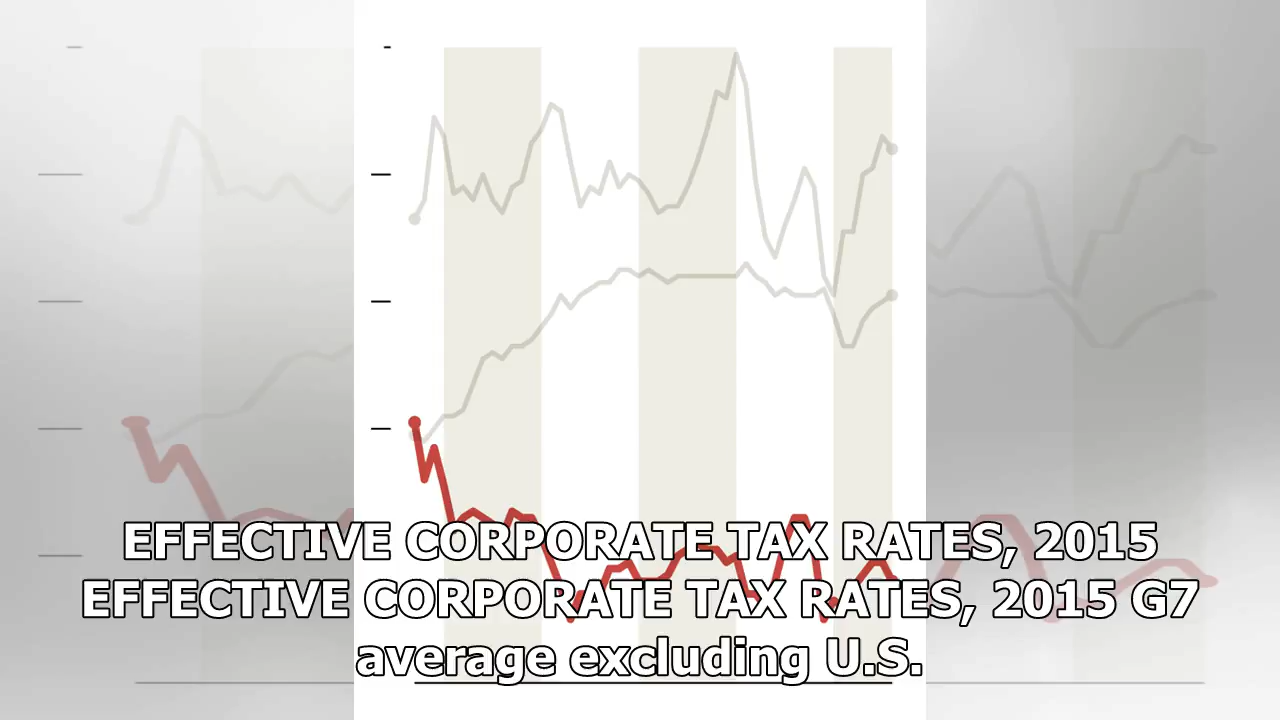 EFFECTIVE CORPORATE TAX RATES, 2015
EFFECTIVE CORPORATE TAX RATES, 2015 G7
average excluding U.S.